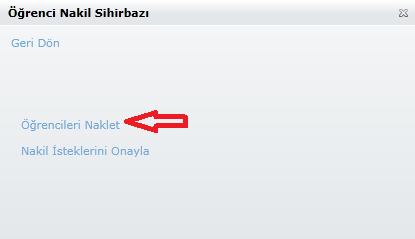 Öğrenci Nakil Sihirbazı
Geri Dön
Öğrencileri Naklet
Nakil İsteklerini Onayla